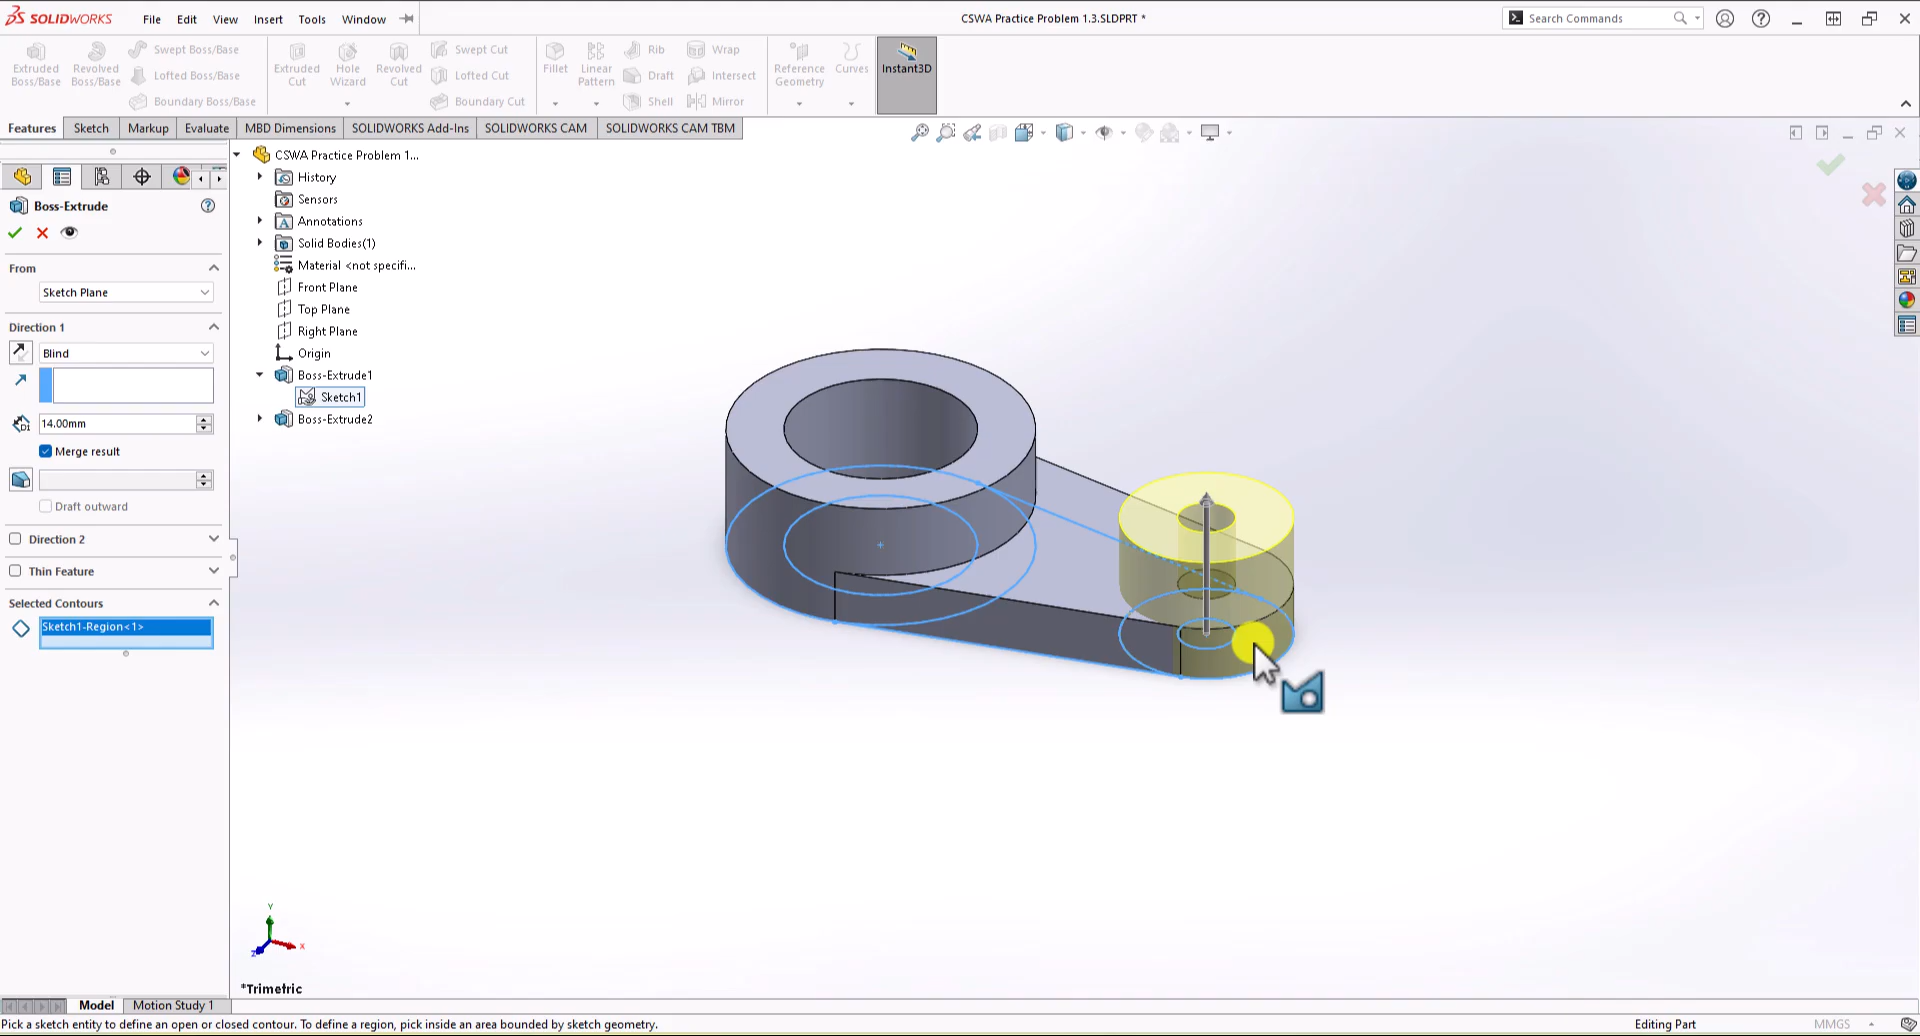 SOLIDWORKS File Edit View Insert Tools Window CSWA Practice Problem 1.3.SLDPRT * Search Commands
Extruded Boss/Base
Revolved Boss/Base
Swept Boss/Base
Lofted Boss/Base
Boundary Boss/Base
Extruded Cut
Hole Wizard
Revolved Cut
Swept Cut
Lofted Cut
Boundary Cut
Fillet
Linear Pattern
Rib
Draft
Shell
Wrap
Intersect
Mirror
Reference Geometry
Curves
Instant3D
Features Sketch Markup Evaluate MBD Dimensions SOLIDWORKS Add-Ins SOLIDWORKS CAM SOLIDWORKS CAM TBM
Boss-Extrude
From
Sketch Plane
Direction 1
Blind
14.00mm
Merge result
Draft outward
Direction 2
Thin Feature
Selected Contours
Sketch1-Region<1>
CSWA Practice Problem 1...
History
Sensors
Annotations
Solid Bodies(1)
Material <not specifi...
Front Plane
Top Plane
Right Plane
Origin
Boss-Extrude1
Sketch1
Boss-Extrude2
Y
X
Z
*Trimetric
Model Motion Study 1
Pick a sketch entity to define an open or closed contour. To define a region, pick inside an area bounded by sketch geometry. Editing Part MMGS